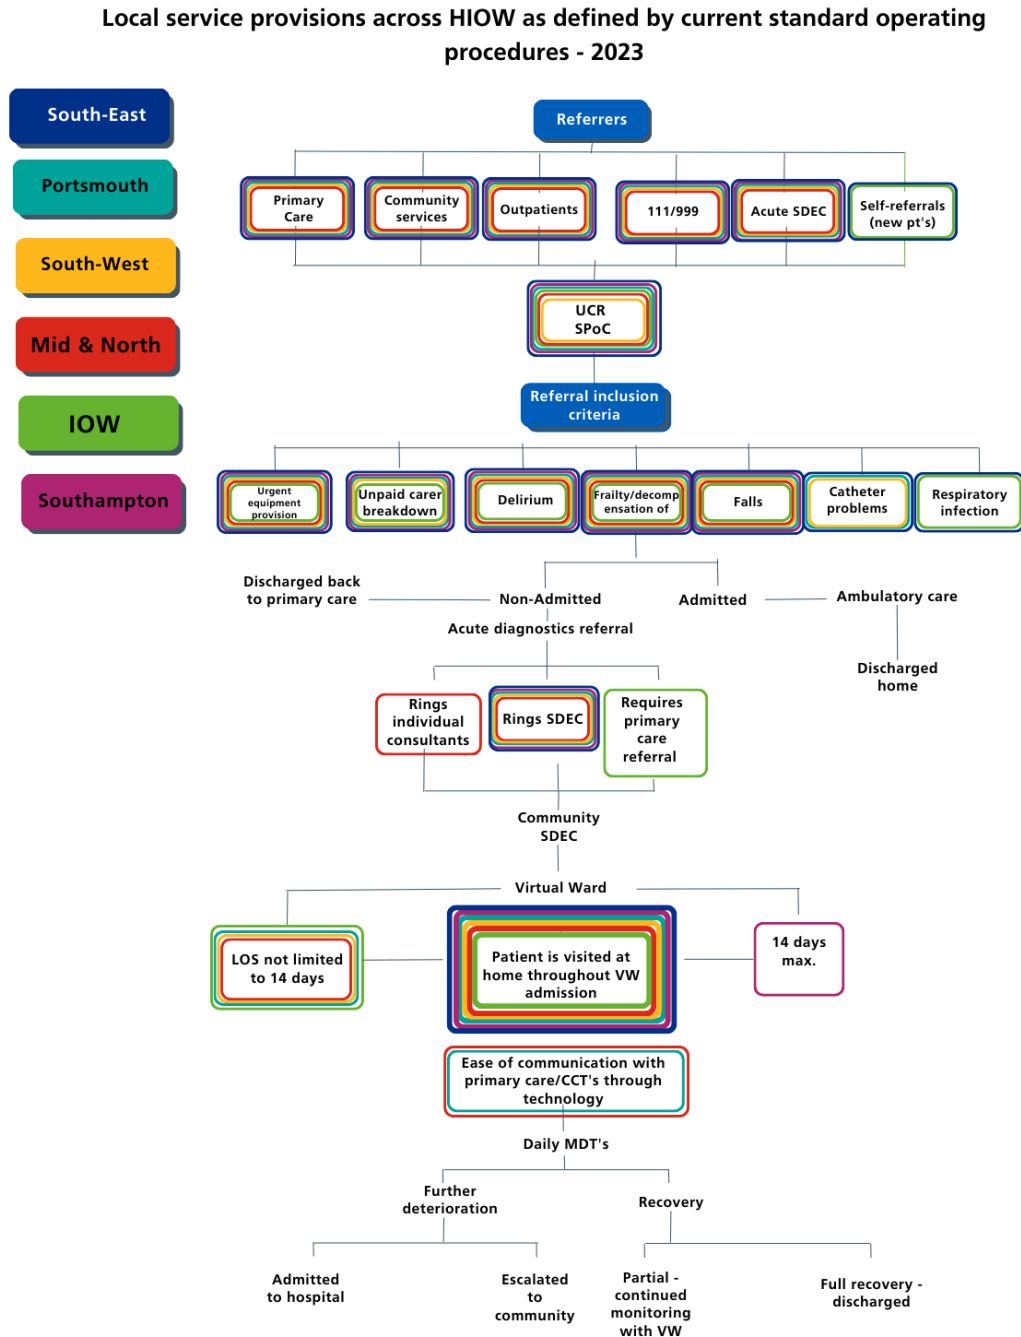 Local service provisions across HIOW as defined by current standard operating
procedures - 2023
South-East
Portsmouth
South-West
Mid & North
IOW
Southampton
Referrers
Primary
Care
Community
services
Outpatients
111/999
Acute SDEC
Self-referrals
(new pt's)
UCR
SPoC
Referral inclusion
criteria
Urgent
equipment
provision
Unpaid carer
breakdown
Delirium
Frailty/decomp
ensation of
Falls
Catheter
problems
Respiratory
infection
Discharged back
to primary care
Non-Admitted
Admitted
Ambulatory care
Acute diagnostics referral
Discharged
home
Rings
individual
consultants
Rings SDEC
Requires
primary
care
referral
Community
SDEC
Virtual Ward
LOS not limited
to 14 days
Patient is visited at
home throughout VW
admission
14 days
max.
Ease of communication with
primary care/CCT's through
technology
Daily MDT's
Further
deterioration
Recovery
Admitted
to hospital
Escalated
to
community
Partial -
continued
monitoring
with VW
Full recovery -
discharged